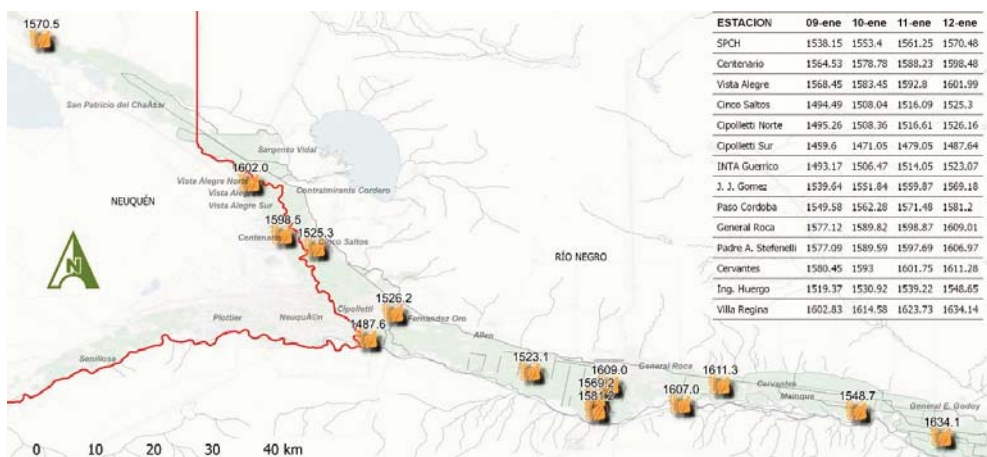 1570.5
San Patricio del ChaÃ±ar
Sargento Vidal
1602.0
Vista Alegre Norte
Contralmirante Cordero
Vista Alegre
Vista Alegre Sur
NEUQUÉN
1598.5
1525.3
Centenario
Cinco Saltos
RÍO NEGRO
N
1526.2
Cipolletti
Plottier
NeuquÃ©n
Fernandez Oro
1487.6
Allen
Senillosa
1523.1
1609.0
General Roca
1611.3
1569.2
Cervantes
1581.2
1607.0
Mainque
1548.7
General E. Godoy
1634.1
0 10 20 30 40 km
ESTACION 09-ene 10-ene 11-ene 12-ene
SPCH 1538.15 1553.4 1561.25 1570.48
Centenario 1564.53 1578.78 1588.23 1598.48
Vista Alegre 1568.45 1583.45 1592.8 1601.99
Cinco Saltos 1494.49 1508.04 1516.09 1525.3
Cipolletti Norte 1495.26 1508.36 1516.61 1526.16
Cipolletti Sur 1459.6 1471.05 1479.05 1487.64
INTA Guerrico 1493.17 1506.47 1514.05 1523.07
J. J. Gomez 1539.64 1551.84 1559.87 1569.18
Paso Cordoba 1549.58 1562.28 1571.48 1581.2
General Roca 1577.12 1589.82 1598.87 1609.01
Padre A. Stefenelli 1577.09 1589.59 1597.69 1606.97
Cervantes 1580.45 1593 1601.75 1611.28
Ing. Huergo 1519.37 1530.92 1539.22 1548.65
Villa Regina 1602.83 1614.58 1623.73 1634.14